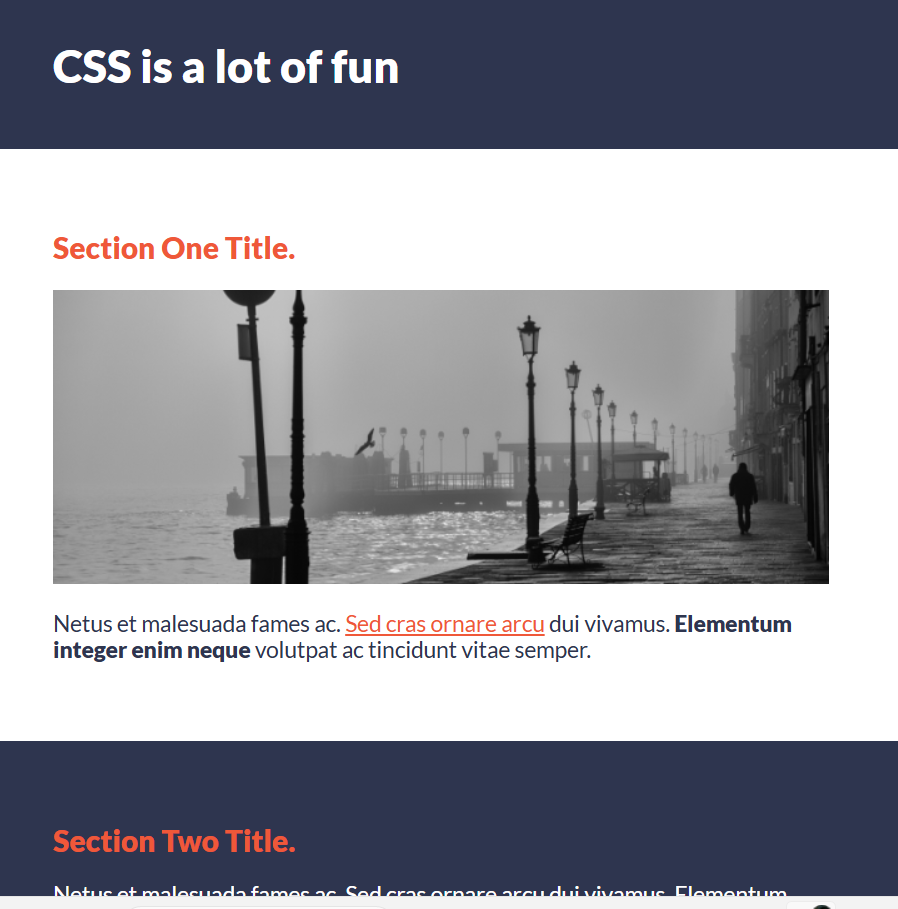 CSS is a lot of fun
Section One Title.
Netus et malesuada fames ac. Sed cras ornare arcu dui vivamus. Elementum
integer enim neque volutpat ac tincidunt vitae semper.
Section Two Title.
Netus et malesuada fames ac. Sed cras ornare arcu dui vivamus. Elementum